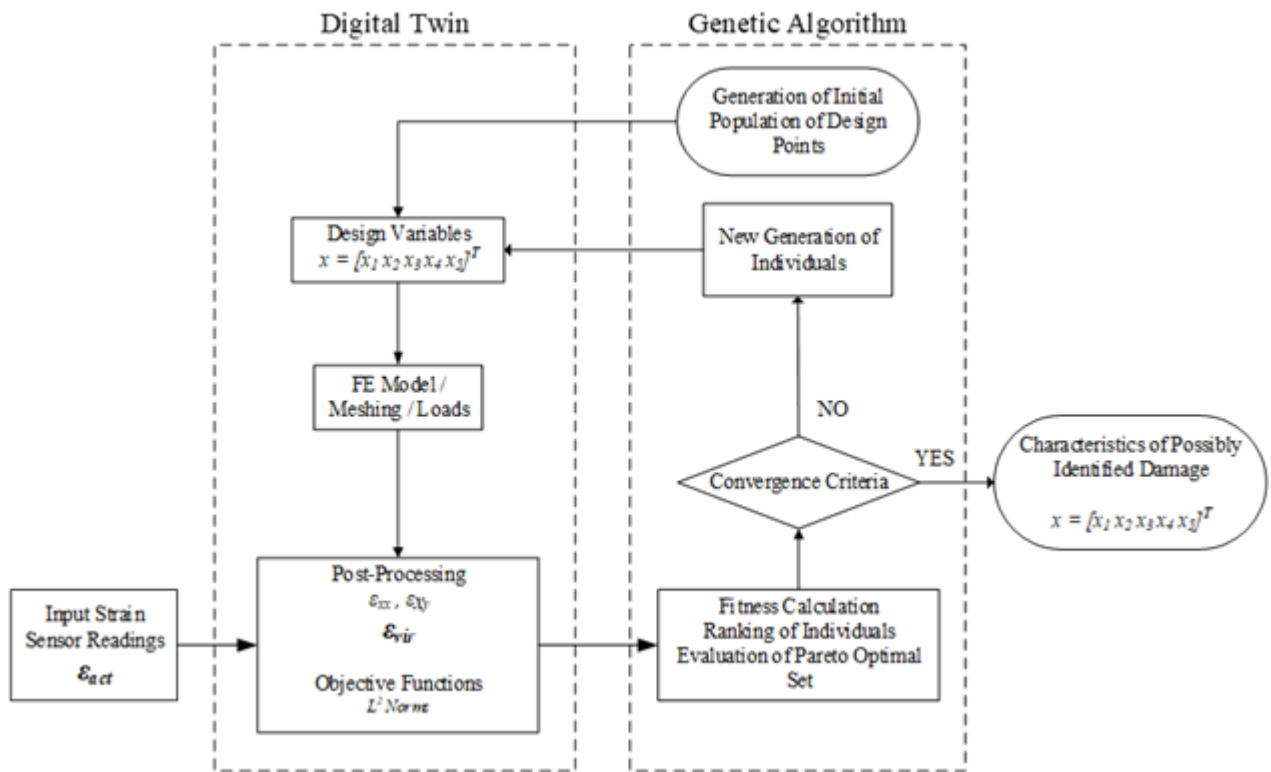 Digital Twin
Genetic Algorithm
Generation of Initial
Population of Design
Points
Design Variables
x = [x₁ x₂ x₃ x₄ x₅]ᵀ
New Generation of
Individuals
FE Model /
Meshing / Loads
NO
YES
Convergence Criteria
Characteristics of Possibly
Identified Damage
x = [x₁ x₂ x₃ x₄ x₅]ᵀ
Input Strain
Sensor Readings
εact
Post-Processing
εxx , εxy
εvir
Objective Functions
L² Norms
Fitness Calculation
Ranking of Individuals
Evaluation of Pareto Optimal
Set